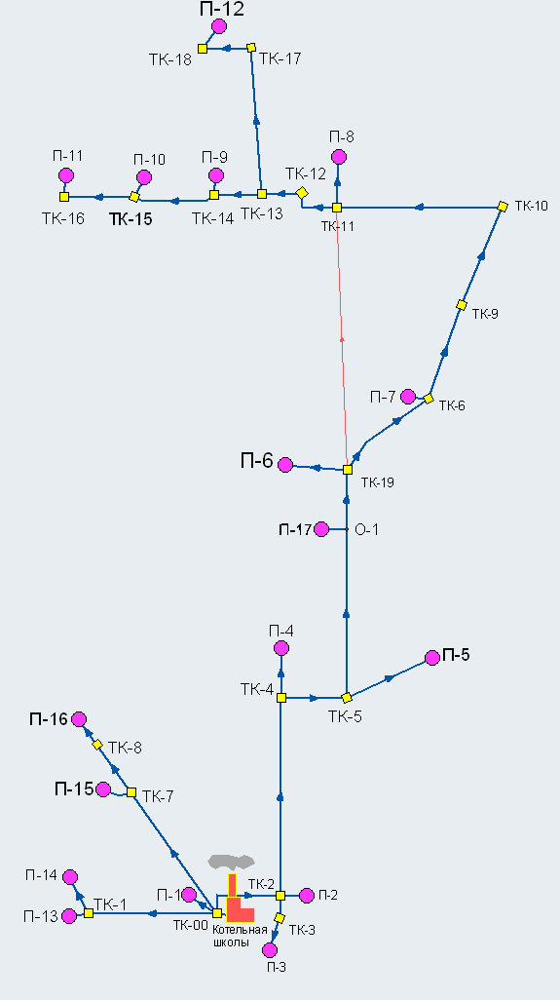 П-12
ТК-18
ТК-17
П-8
П-11
П-10
П-9
ТК-12
ТК-16
ТК-15
ТК-14
ТК-13
ТК-11
ТК-10
ТК-9
П-7
ТК-6
П-6
ТК-19
П-17
О-1
П-4
П-5
ТК-4
ТК-5
П-16
ТК-8
П-15
ТК-7
П-14
ТК-2
П-1
П-2
ТК-1
П-13
ТК-00
Котельная
школы
ТК-3
П-3